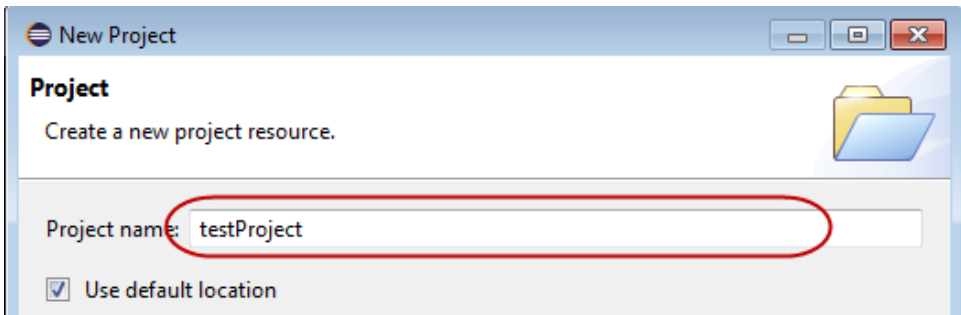 New Project
Project
Create a new project resource.
Project name: testProject
Use default location